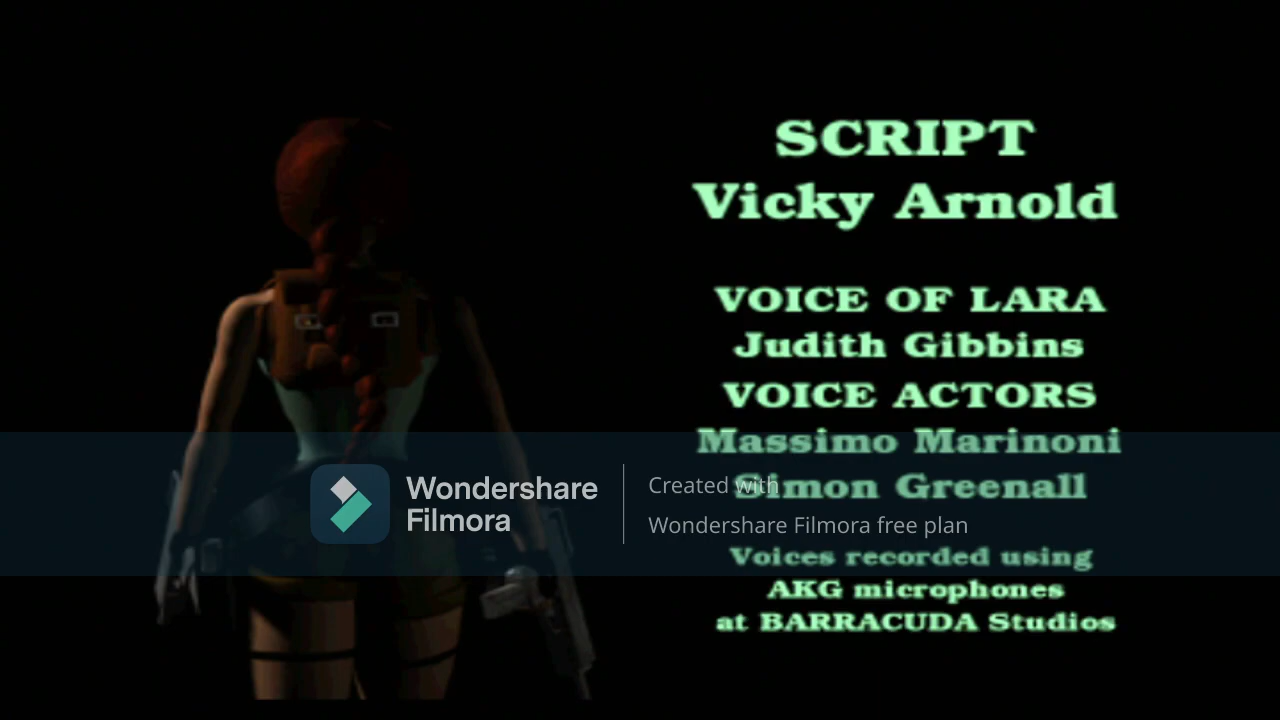 SCRIPT
Vicky Arnold
VOICE OF LARA
Judith Gibbins
VOICE ACTORS
Massimo Marinoni
Simon Greenall
Wondershare
Filmora
Created with
Wondershare Filmora free plan
Voices recorded using
AKG microphones
at BARRACUDA Studios